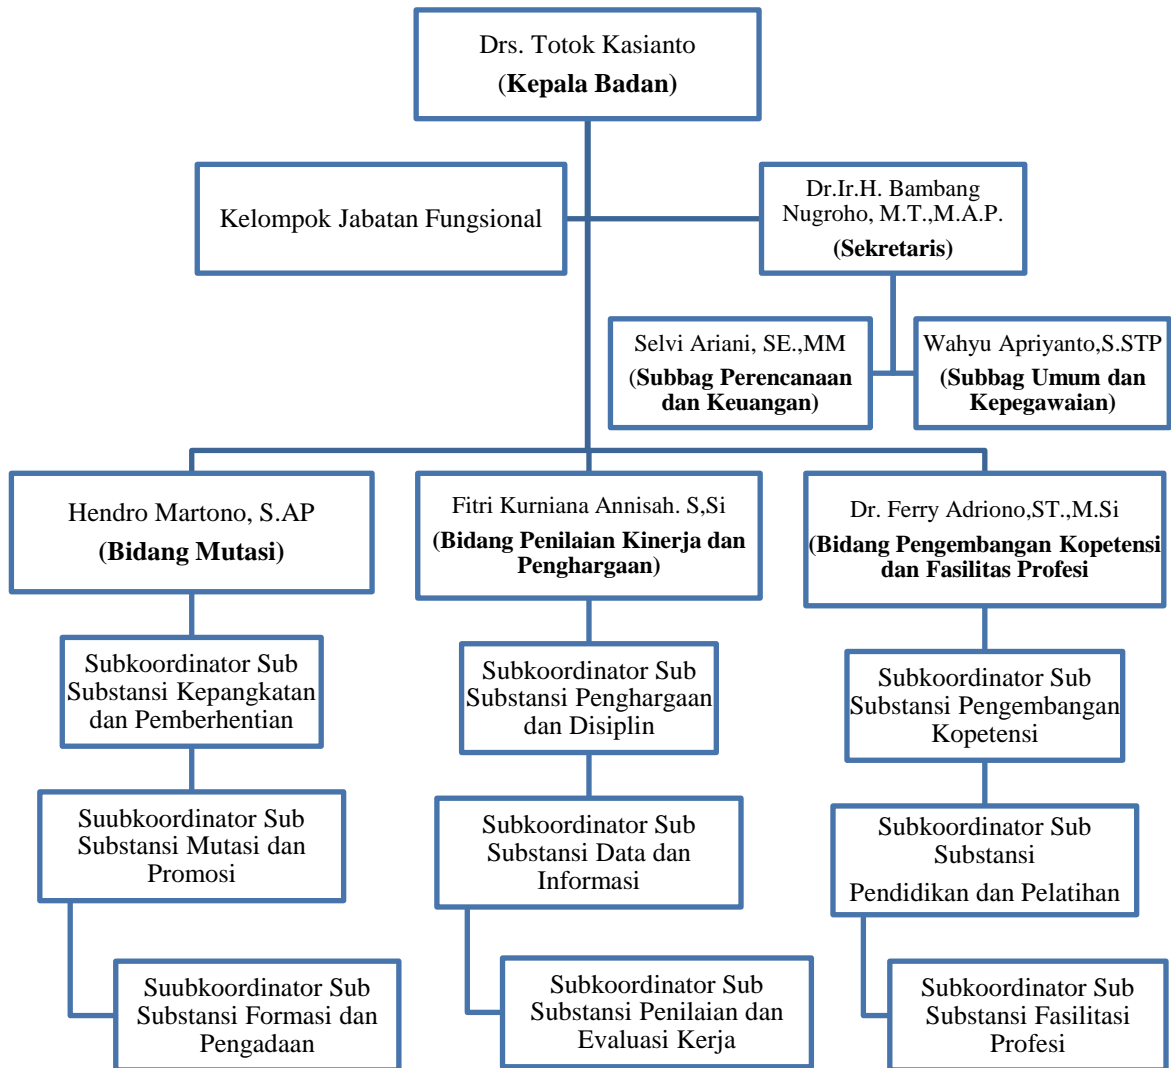 Drs. Totok Kasianto
(Kepala Badan)
Kelompok Jabatan Fungsional
Dr.Ir.H. Bambang
Nugroho, M.T.,M.A.P.
(Sekretaris)
Selvi Ariani, SE.,MM
(Subbag Perencanaan
dan Keuangan)
Wahyu Apriyanto,S.STP
(Subbag Umum dan
Kepegawaian)
Hendro Martono, S.AP
(Bidang Mutasi)
Fitri Kurniana Annisah. S,Si
(Bidang Penilaian Kinerja dan
Penghargaan)
Dr. Ferry Adriono,ST.,M.Si
(Bidang Pengembangan Kopetensi
dan Fasilitas Profesi
Subkoordinator Sub
Substansi Kepangkatan
dan Pemberhentian
Subkoordinator Sub
Substansi Penghargaan
dan Disiplin
Subkoordinator Sub
Substansi Pengembangan
Kopetensi
Suubkoordinator Sub
Substansi Mutasi dan
Promosi
Subkoordinator Sub
Substansi Data dan
Informasi
Subkoordinator Sub
Substansi
Pendidikan dan Pelatihan
Suubkoordinator Sub
Substansi Formasi dan
Pengadaan
Subkoordinator Sub
Substansi Penilaian dan
Evaluasi Kerja
Subkoordinator Sub
Substansi Fasilitasi
Profesi